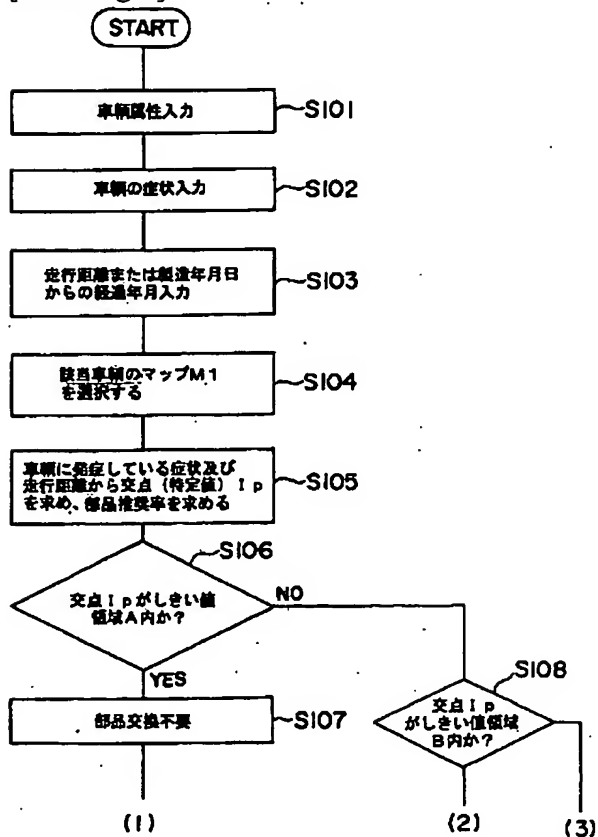 START
車輌属性入力
S101
車輌の症状入力
S102
走行距離または製造年月日
からの経過年月入力
S103
該当車輌のマップM1
を選択する
S104
車輌に発症している症状及び
走行距離から交点（特定値）Ip
を求め、部品推奨率を求める
S105
S106
交点Ipがしきい値
領域A内か？
NO
YES
S108
交点Ip
がしきい値領域
B内か？
部品交換不要
S107
(1)
(2)
(3)